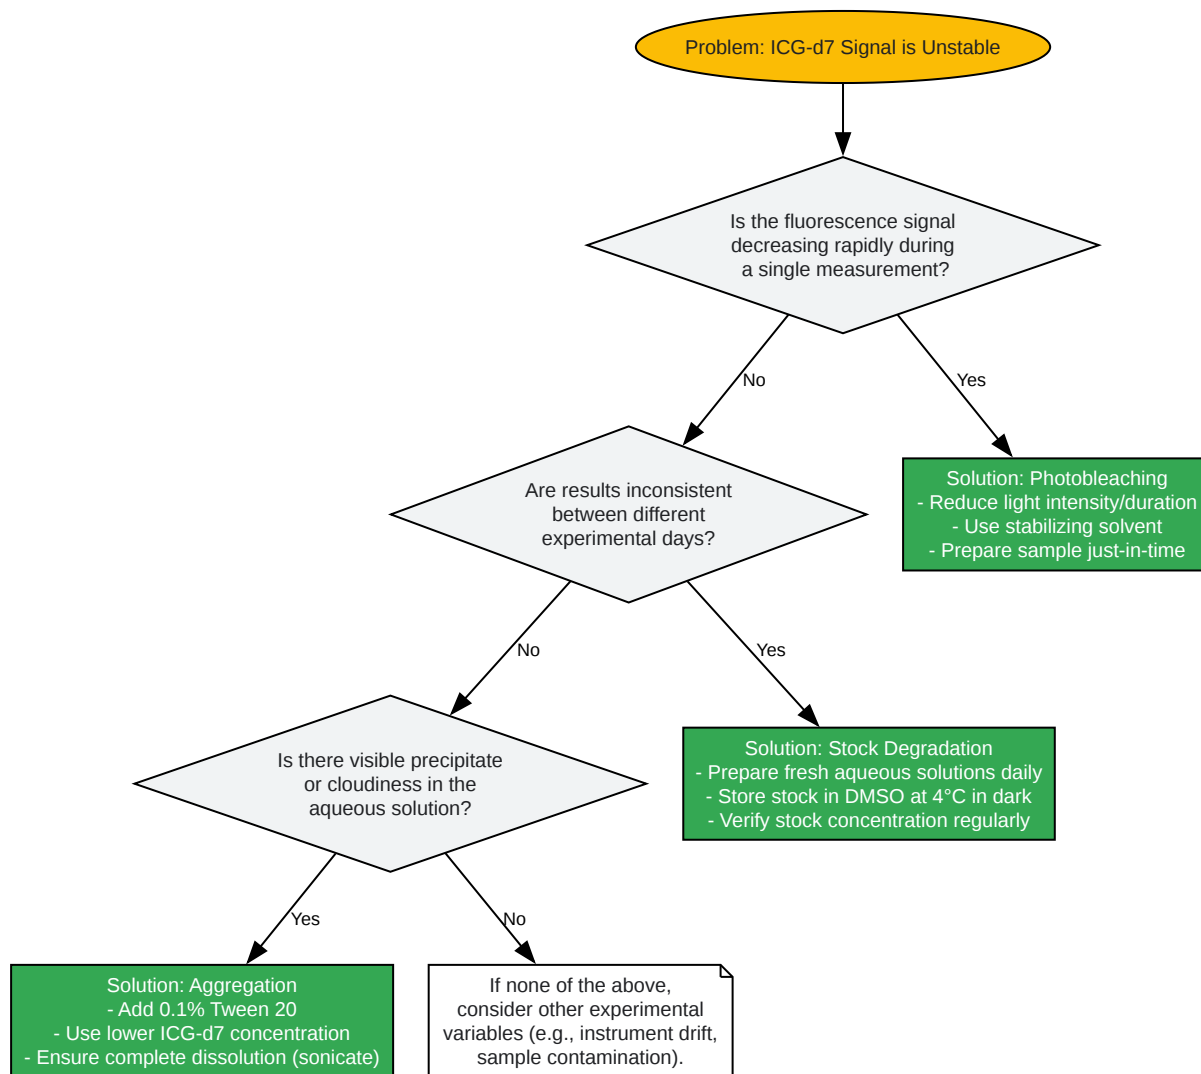 Problem: ICG-d7 Signal is Unstable
Is the fluorescence signal
decreasing rapidly during
a single measurement?
No
Yes
Are results inconsistent
between different
experimental days?
Solution: Photobleaching
- Reduce light intensity/duration
- Use stabilizing solvent
- Prepare sample just-in-time
No
Yes
Is there visible precipitate
or cloudiness in the
aqueous solution?
Solution: Stock Degradation
- Prepare fresh aqueous solutions daily
- Store stock in DMSO at 4°C in dark
- Verify stock concentration regularly
Yes
No
Solution: Aggregation
- Add 0.1% Tween 20
- Use lower ICG-d7 concentration
- Ensure complete dissolution (sonicate)
If none of the above,
consider other experimental
variables (e.g., instrument drift,
sample contamination).